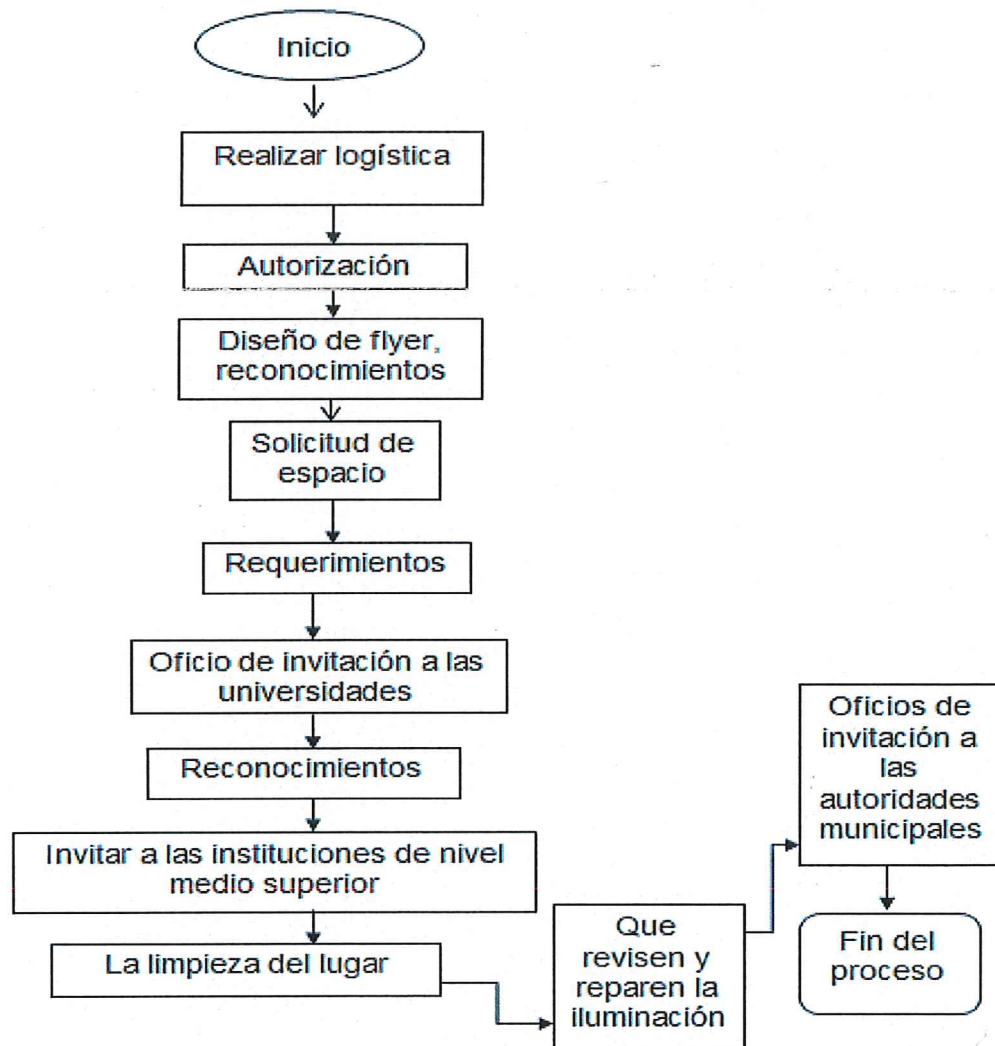 Inicio
Realizar logística
Autorización
Diseño de flyer,
reconocimientos
Solicitud de
espacio
Requerimientos
Oficio de invitación a las
universidades
Reconocimientos
Invitar a las instituciones de nivel
medio superior
La limpieza del lugar
Que
revisen y
reparen la
iluminación
Oficios de
invitación a
las
autoridades
municipales
Fin del
proceso